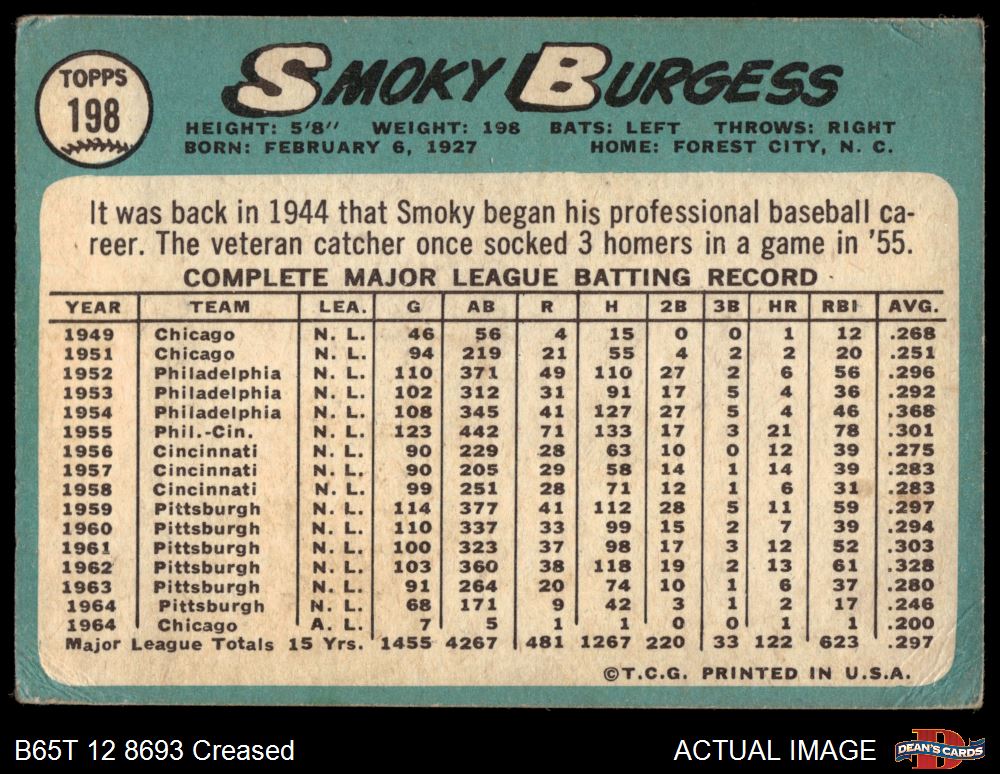 TOPPS
198
SMOKY BURGESS
HEIGHT: 5'8" WEIGHT: 198 BATS: LEFT THROWS: RIGHT
BORN: FEBRUARY 6, 1927 HOME: FOREST CITY, N. C.
It was back in 1944 that Smoky began his professional baseball ca-
reer. The veteran catcher once socked 3 homers in a game in '55.
COMPLETE MAJOR LEAGUE BATTING RECORD
YEAR TEAM LEA. G AB R H 2B 3B HR RBI AVG.
1949 Chicago N. L. 46 56 4 15 0 0 1 12 .268
1951 Chicago N. L. 94 219 21 55 4 2 2 20 .251
1952 Philadelphia N. L. 110 371 49 110 27 2 6 56 .296
1953 Philadelphia N. L. 102 312 31 91 17 5 4 36 .292
1954 Philadelphia N. L. 108 345 41 127 27 5 4 46 .368
1955 Phil.-Cin. N. L. 123 442 71 133 17 3 21 78 .301
1956 Cincinnati N. L. 90 229 28 63 10 0 12 39 .275
1957 Cincinnati N. L. 90 205 29 58 14 1 14 39 .283
1958 Cincinnati N. L. 99 251 28 71 12 1 6 31 .283
1959 Pittsburgh N. L. 114 377 41 112 28 5 11 59 .297
1960 Pittsburgh N. L. 110 337 33 99 15 2 7 39 .294
1961 Pittsburgh N. L. 100 323 37 98 17 3 12 52 .303
1962 Pittsburgh N. L. 103 360 38 118 19 2 13 61 .328
1963 Pittsburgh N. L. 91 264 20 74 10 1 6 37 .280
1964 Pittsburgh N. L. 68 171 9 42 3 1 2 17 .246
1964 Chicago A. L. 7 5 1 1 0 0 1 1 .200
Major League Totals 15 Yrs. 1455 4267 481 1267 220 33 122 623 .297
©T.C.G. PRINTED IN U.S.A.
B65T 12 8693 Creased
ACTUAL IMAGE
D
DEAN'S CARDS